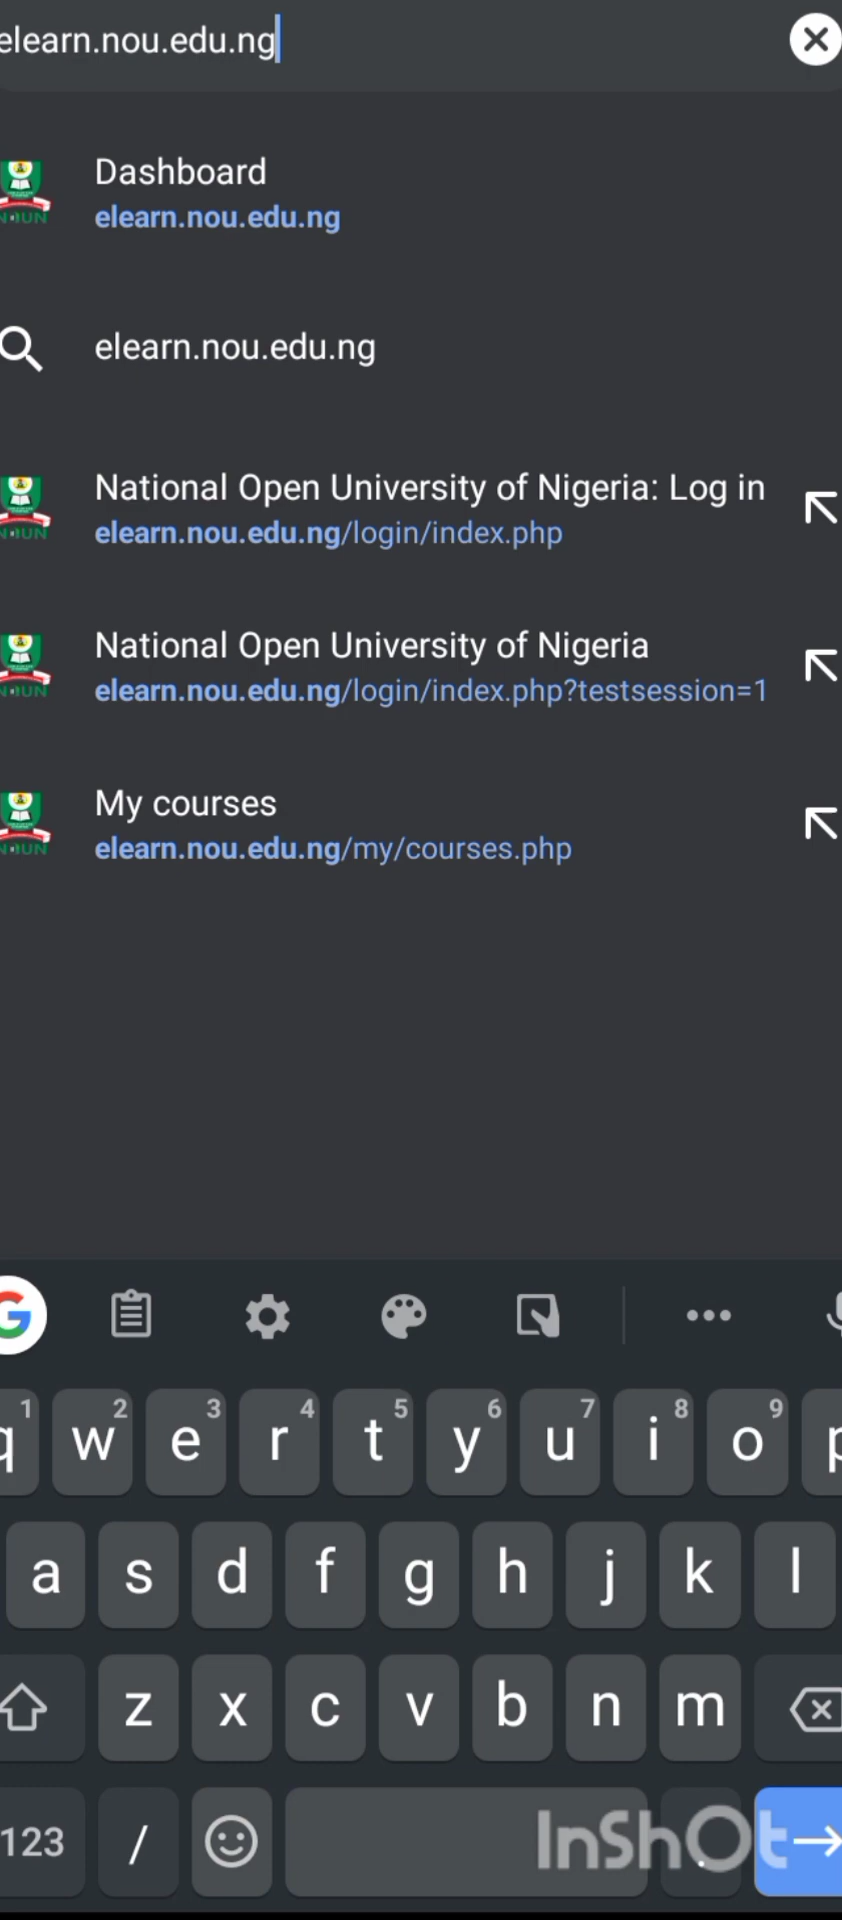 elearn.nou.edu.ng
Dashboard
elearn.nou.edu.ng
elearn.nou.edu.ng
National Open University of Nigeria: Log in
elearn.nou.edu.ng/login/index.php
National Open University of Nigeria
elearn.nou.edu.ng/login/index.php?testsession=1
My courses
elearn.nou.edu.ng/my/courses.php
G
1 2 3 4 5 6 7 8 9
q w e r t y u i o p
a s d f g h j k l
z x c v b n m
123 / .
InShOt